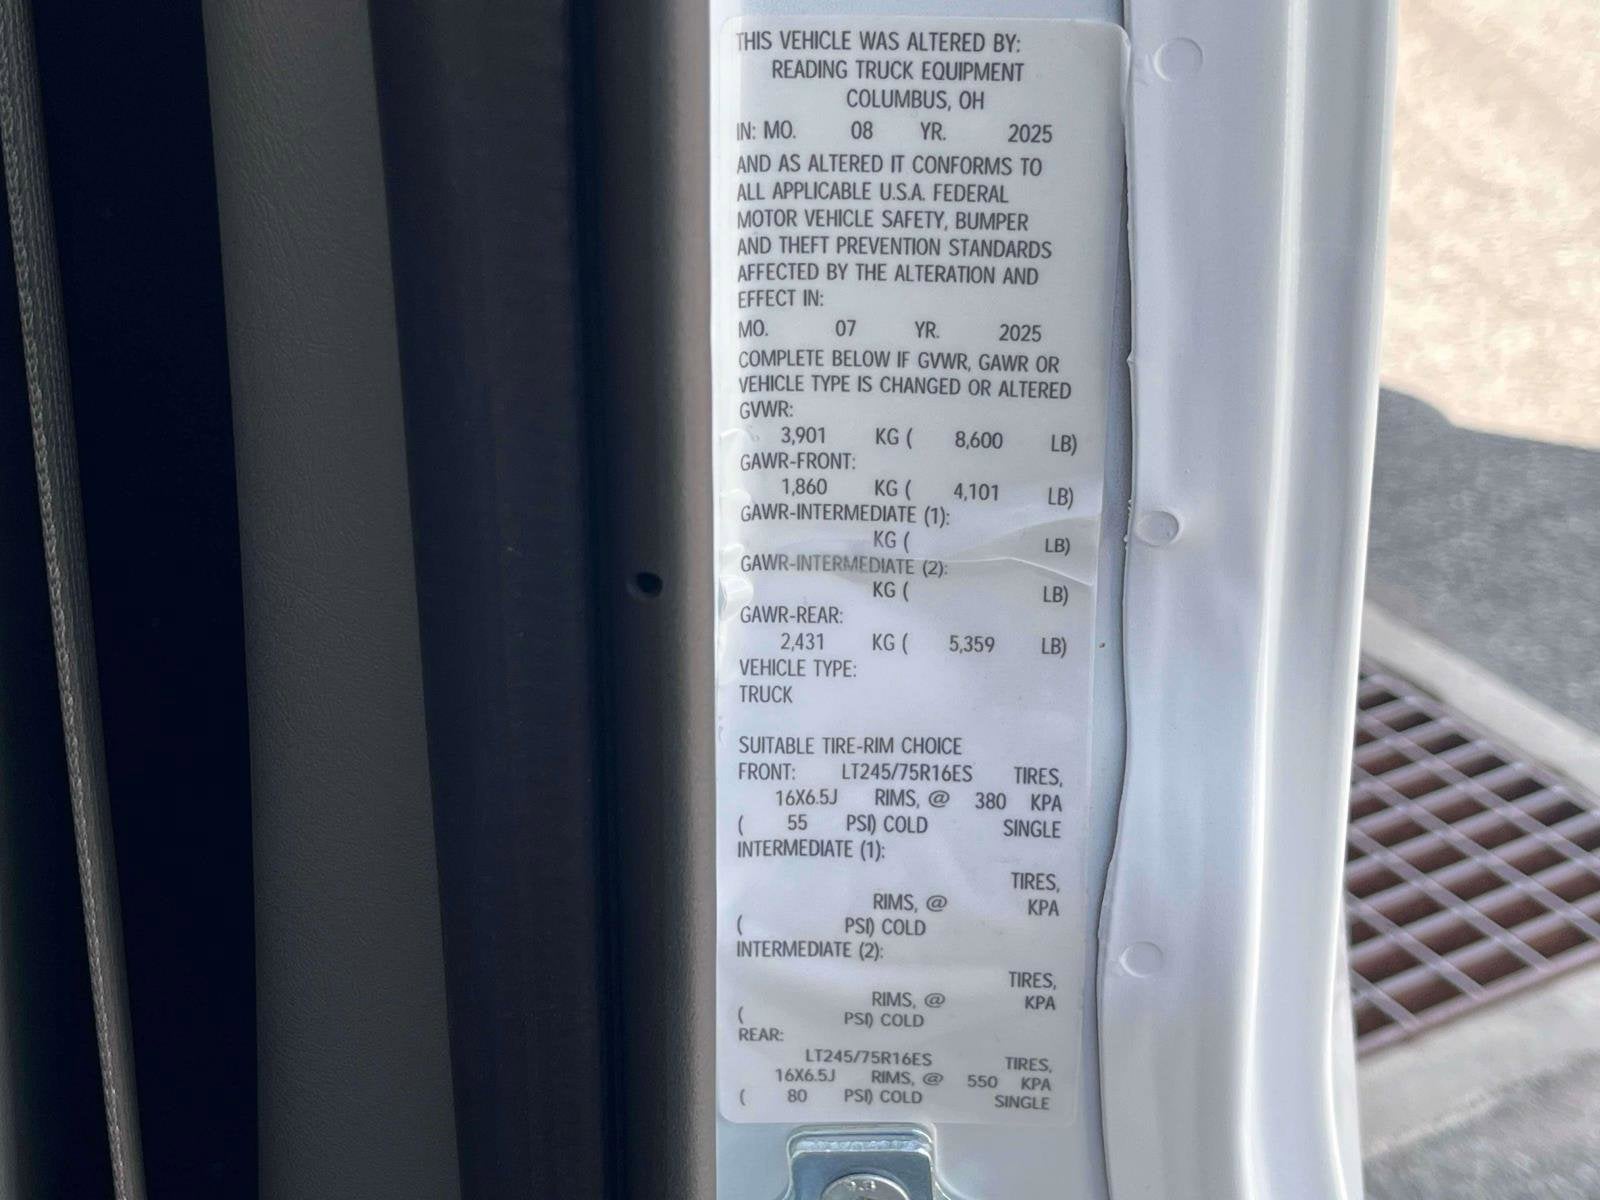 THIS VEHICLE WAS ALTERED BY:
READING TRUCK EQUIPMENT
COLUMBUS, OH
IN: MO. 08 YR. 2025
AND AS ALTERED IT CONFORMS TO
ALL APPLICABLE U.S.A. FEDERAL
MOTOR VEHICLE SAFETY, BUMPER
AND THEFT PREVENTION STANDARDS
AFFECTED BY THE ALTERATION AND
EFFECT IN:
MO. 07 YR. 2025
COMPLETE BELOW IF GVWR, GAWR OR
VEHICLE TYPE IS CHANGED OR ALTERED
GVWR:
3,901 KG ( 8,600 LB)
GAWR-FRONT:
1,860 KG ( 4,101 LB)
GAWR-INTERMEDIATE (1):
KG ( LB)
GAWR-INTERMEDIATE (2):
KG ( LB)
GAWR-REAR:
2,431 KG ( 5,359 LB)
VEHICLE TYPE:
TRUCK
SUITABLE TIRE-RIM CHOICE
FRONT: LT245/75R16ES TIRES,
16X6.5J RIMS, @ 380 KPA
( 55 PSI) COLD SINGLE
INTERMEDIATE (1):
TIRES,
RIMS, @ KPA
( PSI) COLD
INTERMEDIATE (2):
TIRES,
RIMS, @ KPA
( PSI) COLD
REAR:
LT245/75R16ES TIRES,
16X6.5J RIMS, @ 550 KPA
( 80 PSI) COLD SINGLE